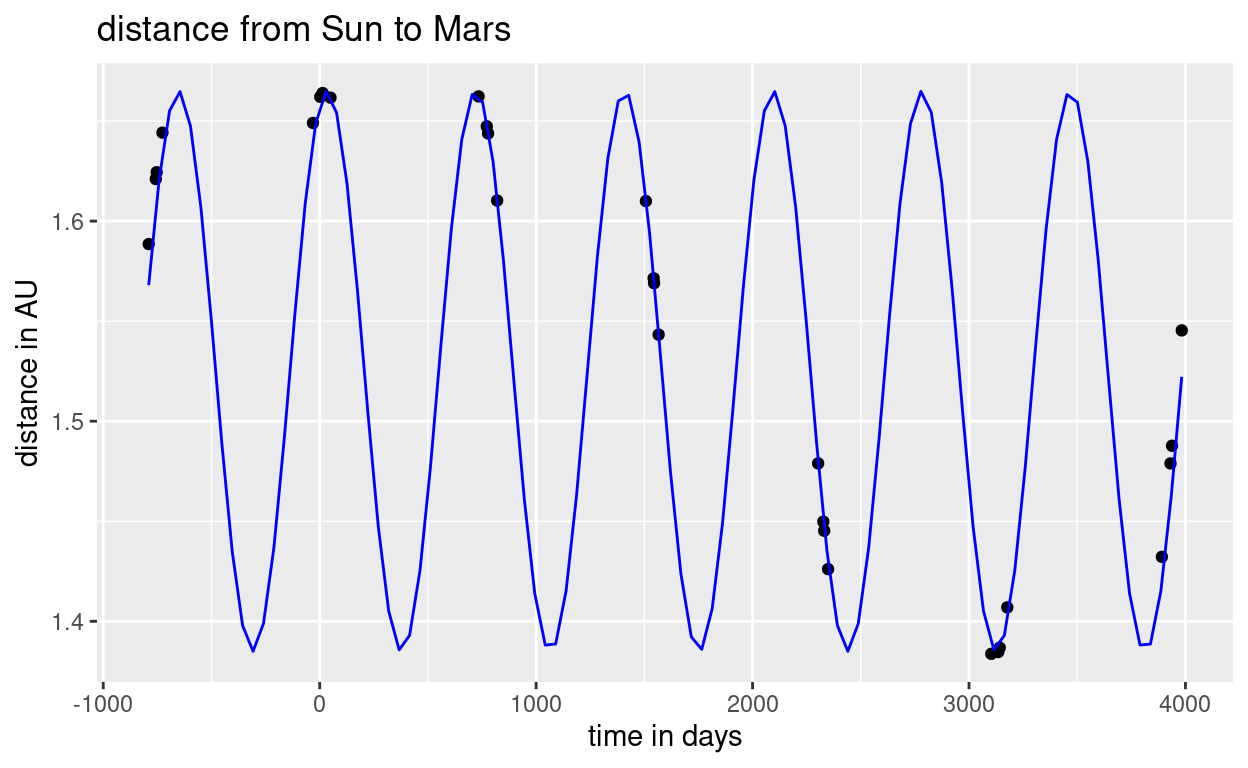 distance from Sun to Mars
distance in AU
1.6
1.5
1.4
-1000 0 1000 2000 3000 4000
time in days